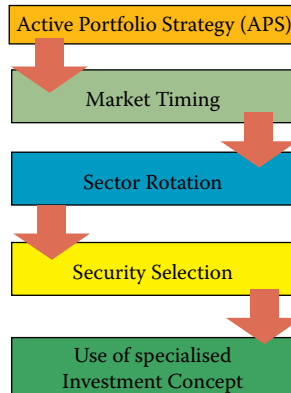 Active Portfolio Strategy (APS)
Market Timing
Sector Rotation
Security Selection
Use of specialised
Investment Concept